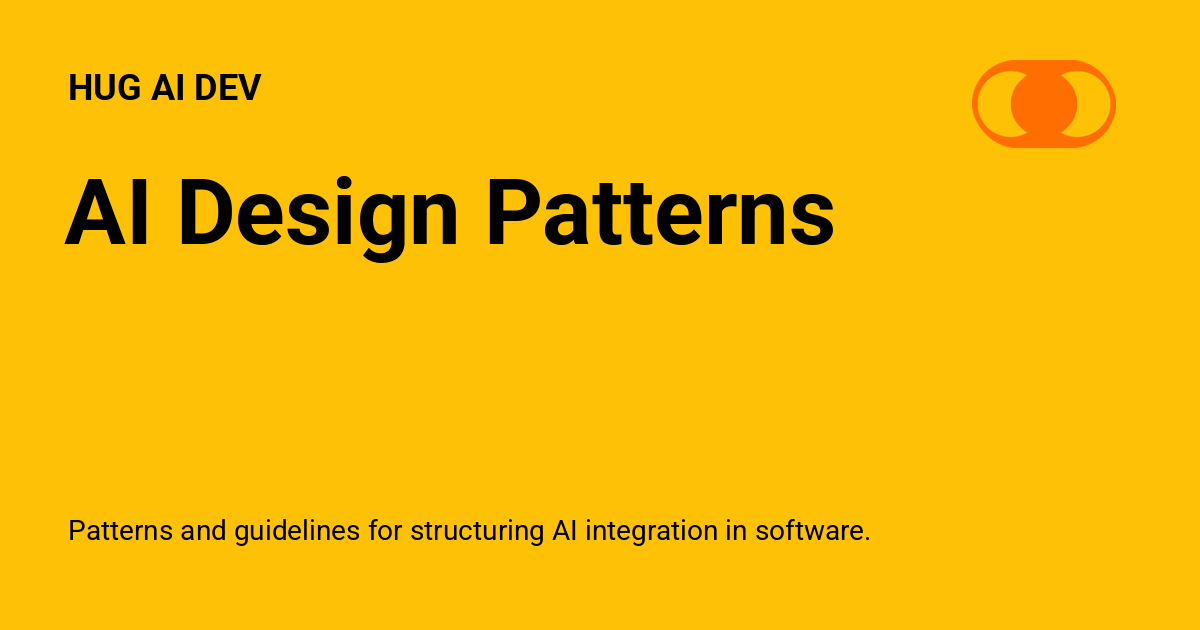 HUG AI DEV
AI Design Patterns
Patterns and guidelines for structuring AI integration in software.